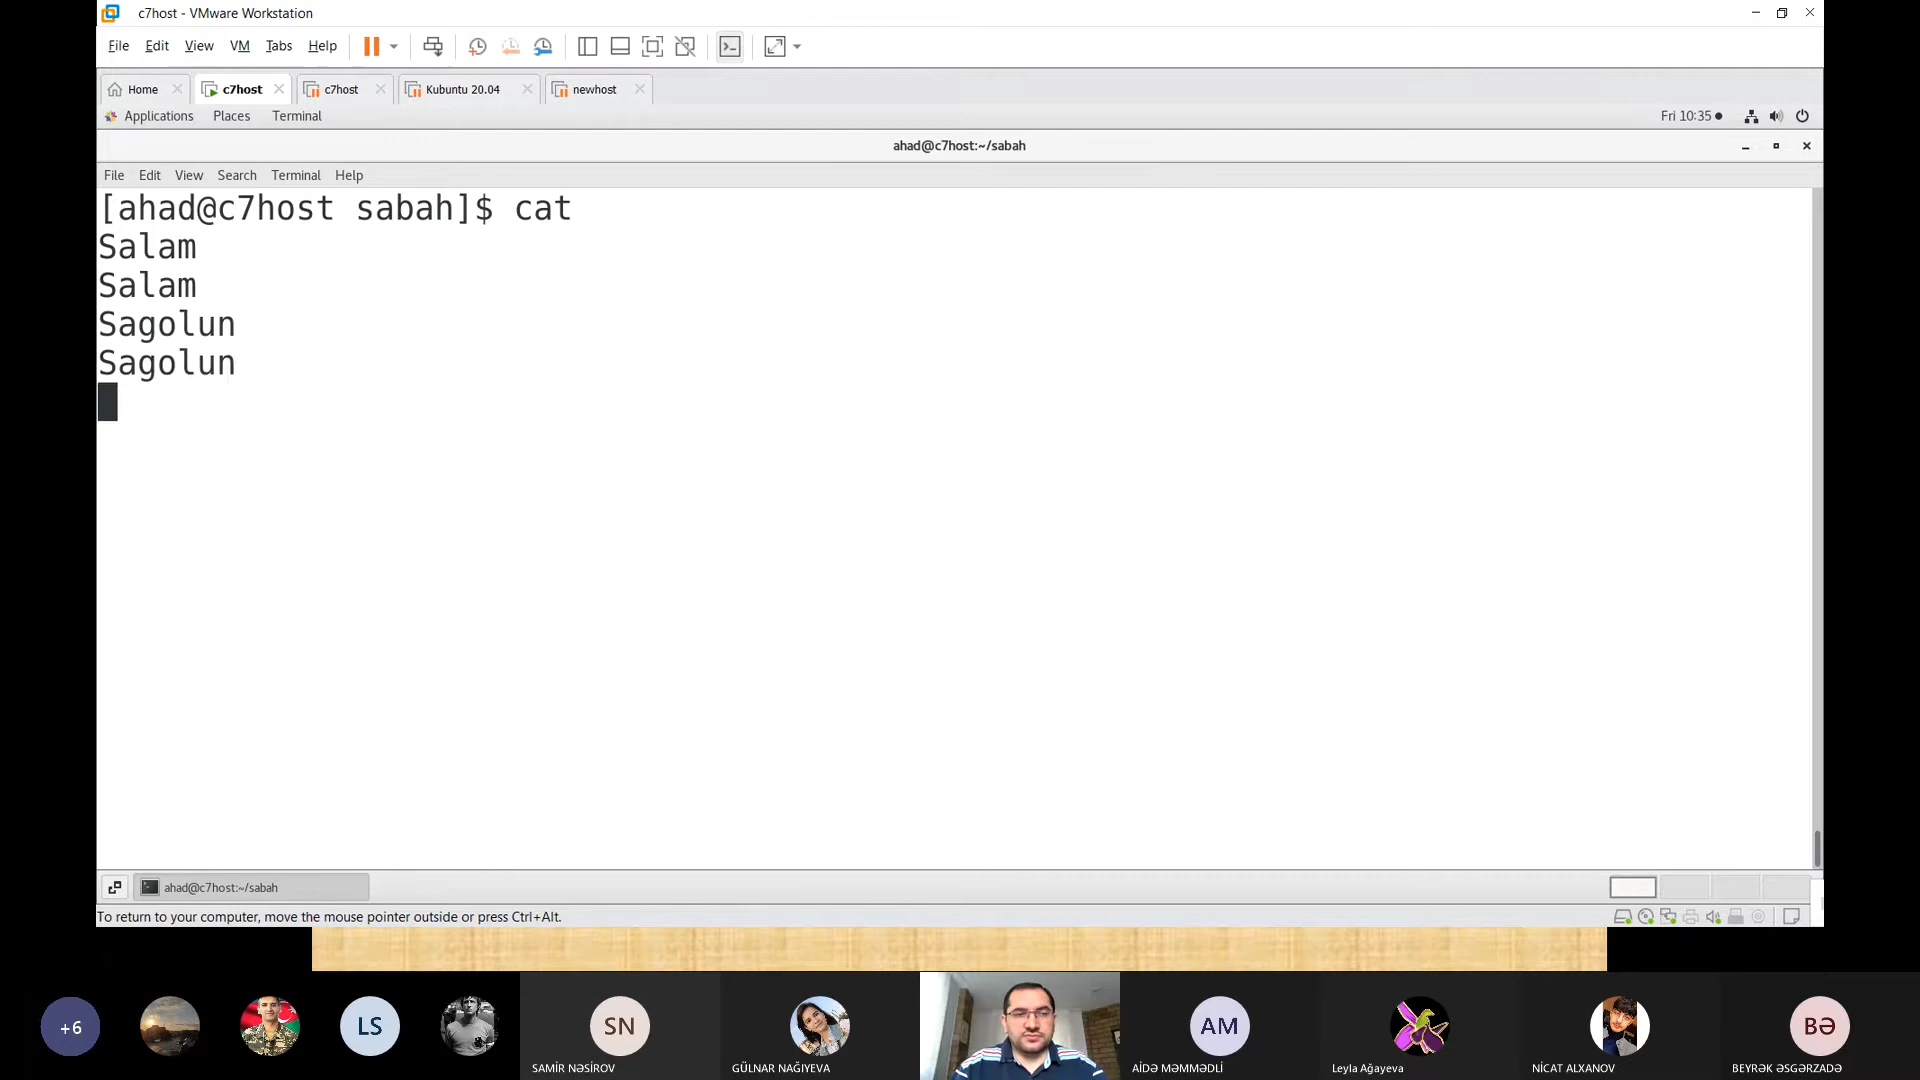 c7host - VMware Workstation
File Edit View VM Tabs Help
Home c7host c7host Kubuntu 20.04 newhost
Applications Places Terminal Fri 10:35
ahad@c7host:~/sabah
File Edit View Search Terminal Help
[ahad@c7host sabah]$ cat
Salam
Salam
Sagolun
Sagolun
ahad@c7host:~/sabah
To return to your computer, move the mouse pointer outside or press Ctrl+Alt.
+6 LS SN AM BƏ
SAMİR NƏSİROV GÜLNAR NAĞIYEVA AİDƏ MƏMMƏDLİ Leyla Ağayeva NİCAT ALXANOV BEYRƏK ƏSGƏRZADƏ